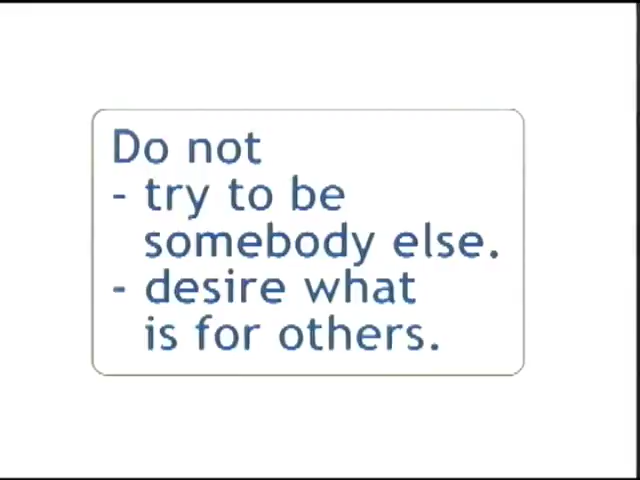 Do not
- try to be
somebody else.
- desire what
is for others.